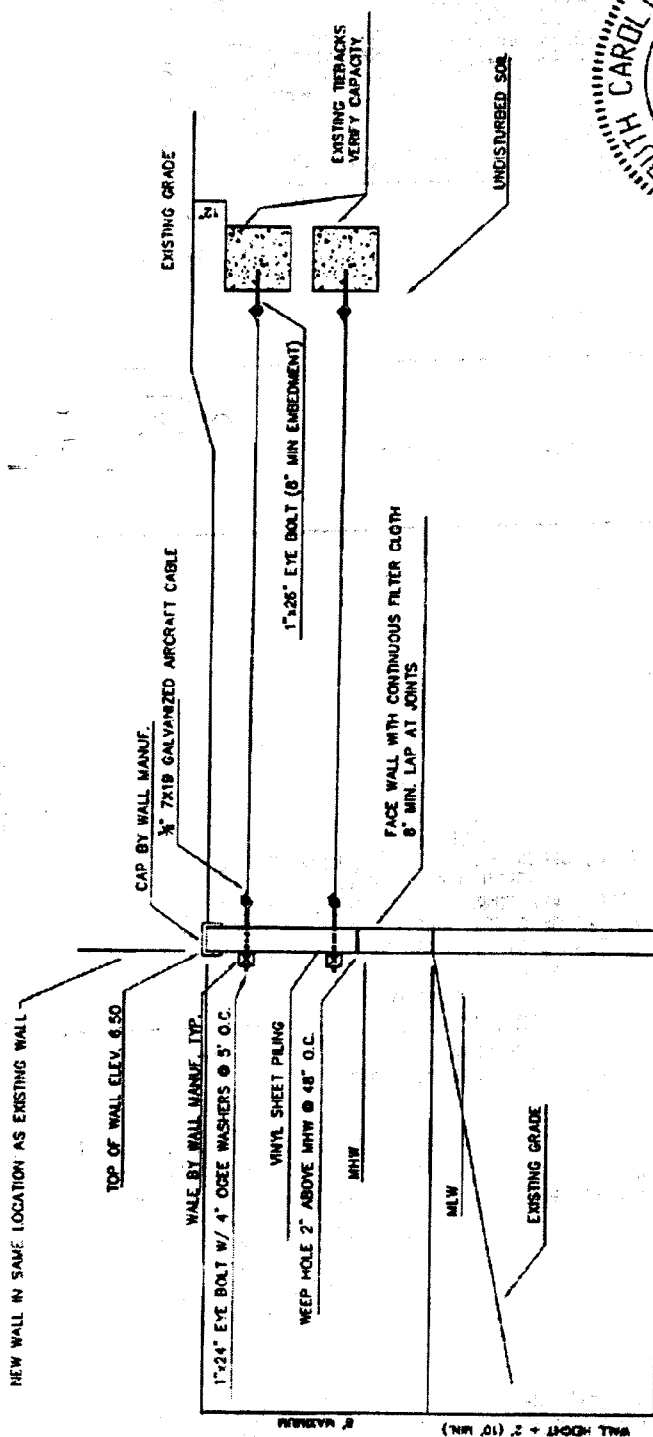 NEW WALL IN SAME LOCATION AS EXISTING WALL
TOP OF WALL ELEV. 6.50
CAP BY WALL MANUF.
7X19 GALVANIZED AIRCRAFT CABLE
EXISTING GRADE
12"
EXISTING TIEBACKS
VERIFY CAPACITY
WALE BY WALL MANUF. TYP.
1"x24" EYE BOLT W/ 4" OGEE WASHERS @ 5' O.C.
1"x26" EYE BOLT (8" MIN EMBEDMENT)
VINYL SHEET PILING
WEEP HOLE 2" ABOVE MHW @ 48" O.C.
MHW
MLW
EXISTING GRADE
FACE WALL WITH CONTINUOUS FILTER CLOTH
8" MIN. LAP AT JOINTS
UNDISTURBED SOIL
8' MAXIMUM
WALL HEIGHT + 2' (10' MIN.)
UTH CAROL